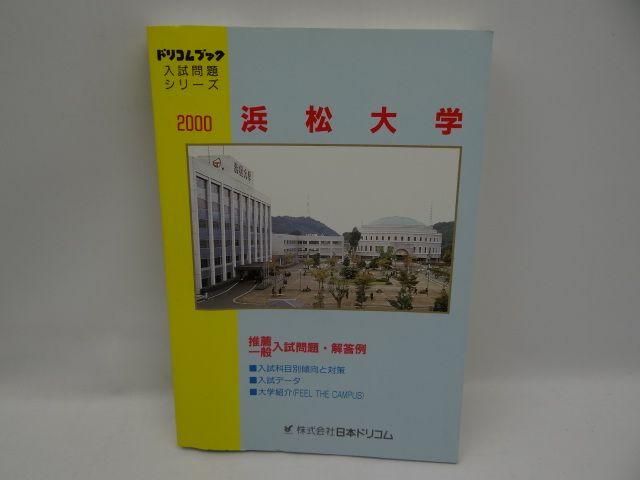 ドリコムブック
入試問題
シリーズ
2000 浜松大学
推薦
一般 入試問題・解答例
■入試科目別傾向と対策
■入試データ
■大学紹介(FEEL THE CAMPUS)
株式会社日本ドリコム